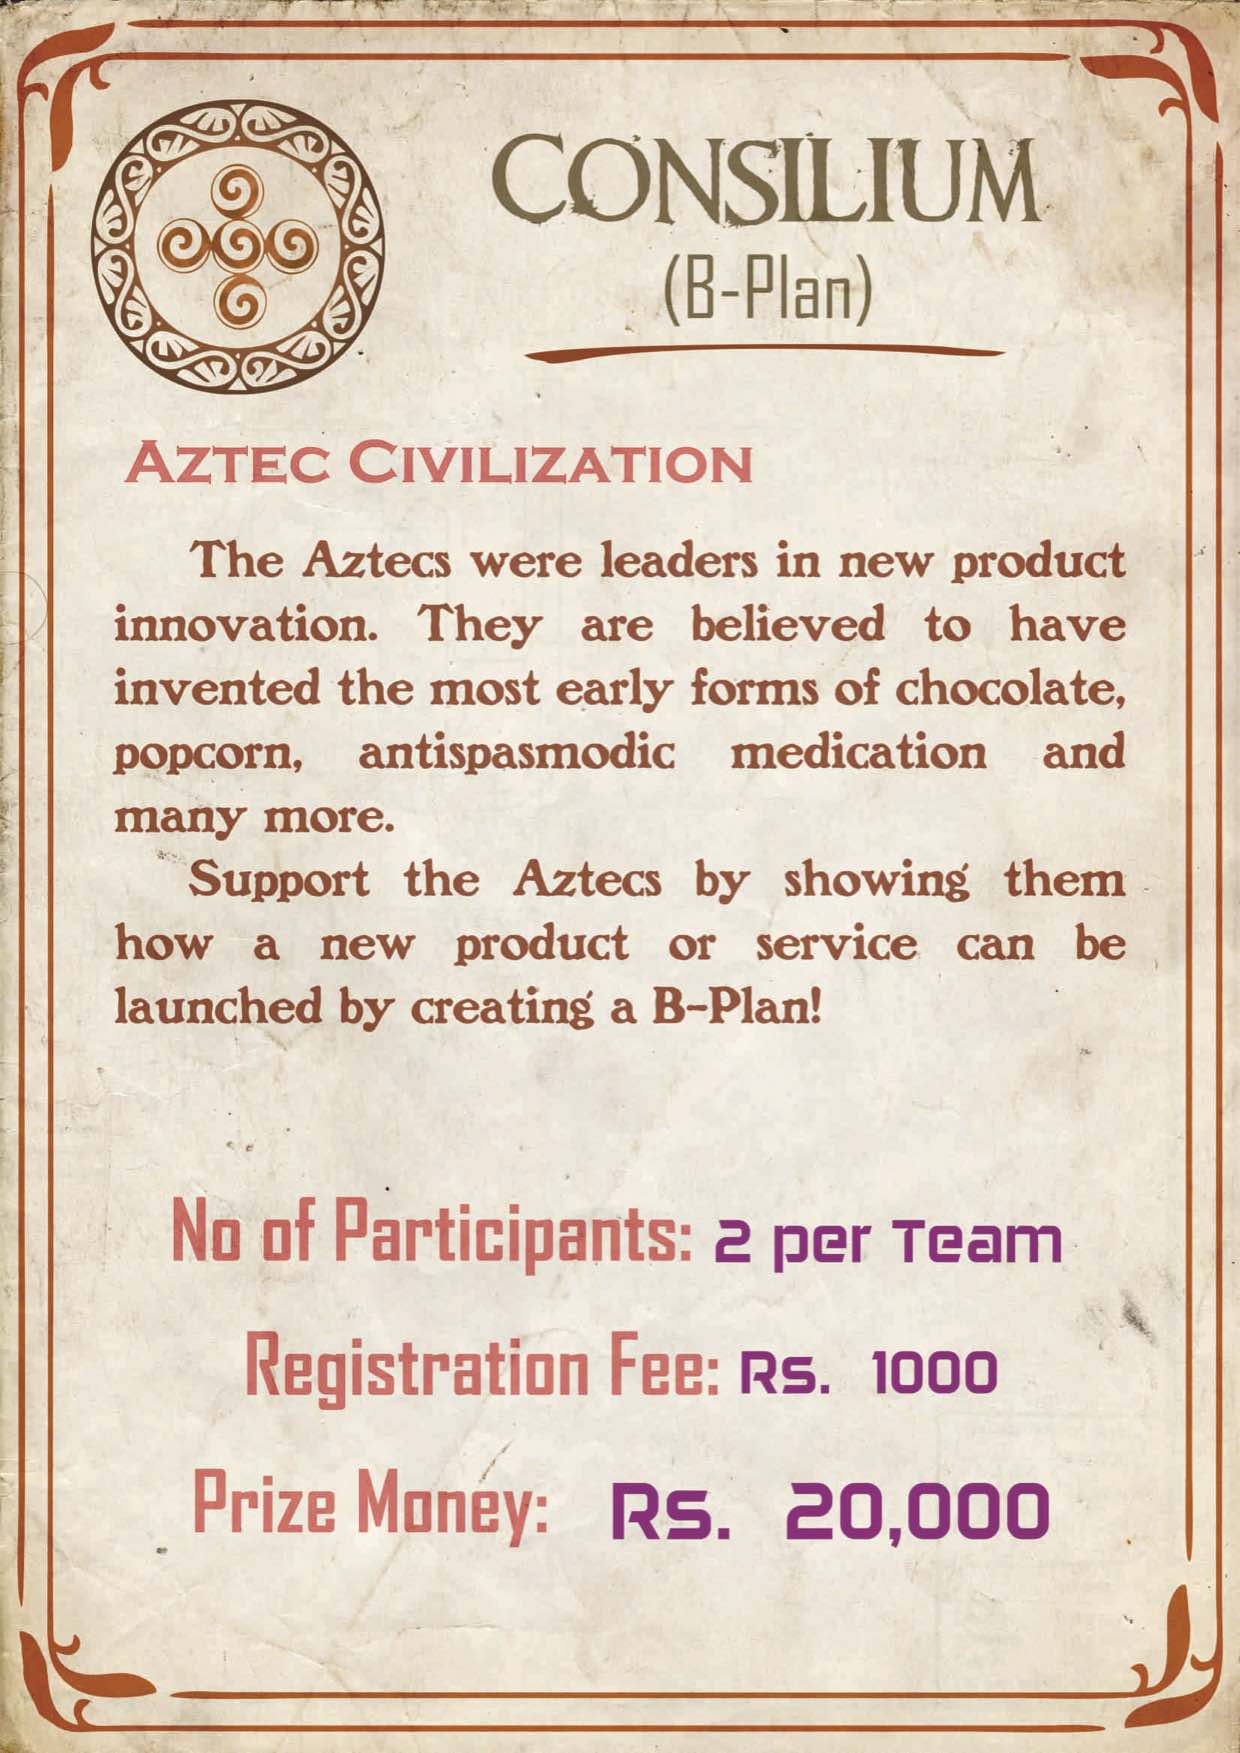 CONSILIUM
(B-Plan)
AZTEC CIVILIZATION
The Aztecs were leaders in new product
innovation. They are believed to have
invented the most early forms of chocolate,
popcorn, antispasmodic medication and
many more.
Support the Aztecs by showing them
how a new product or service can be
launched by creating a B-Plan!
No of Participants: 2 per Team
Registration Fee: Rs. 1000
Prize Money: Rs. 20,000